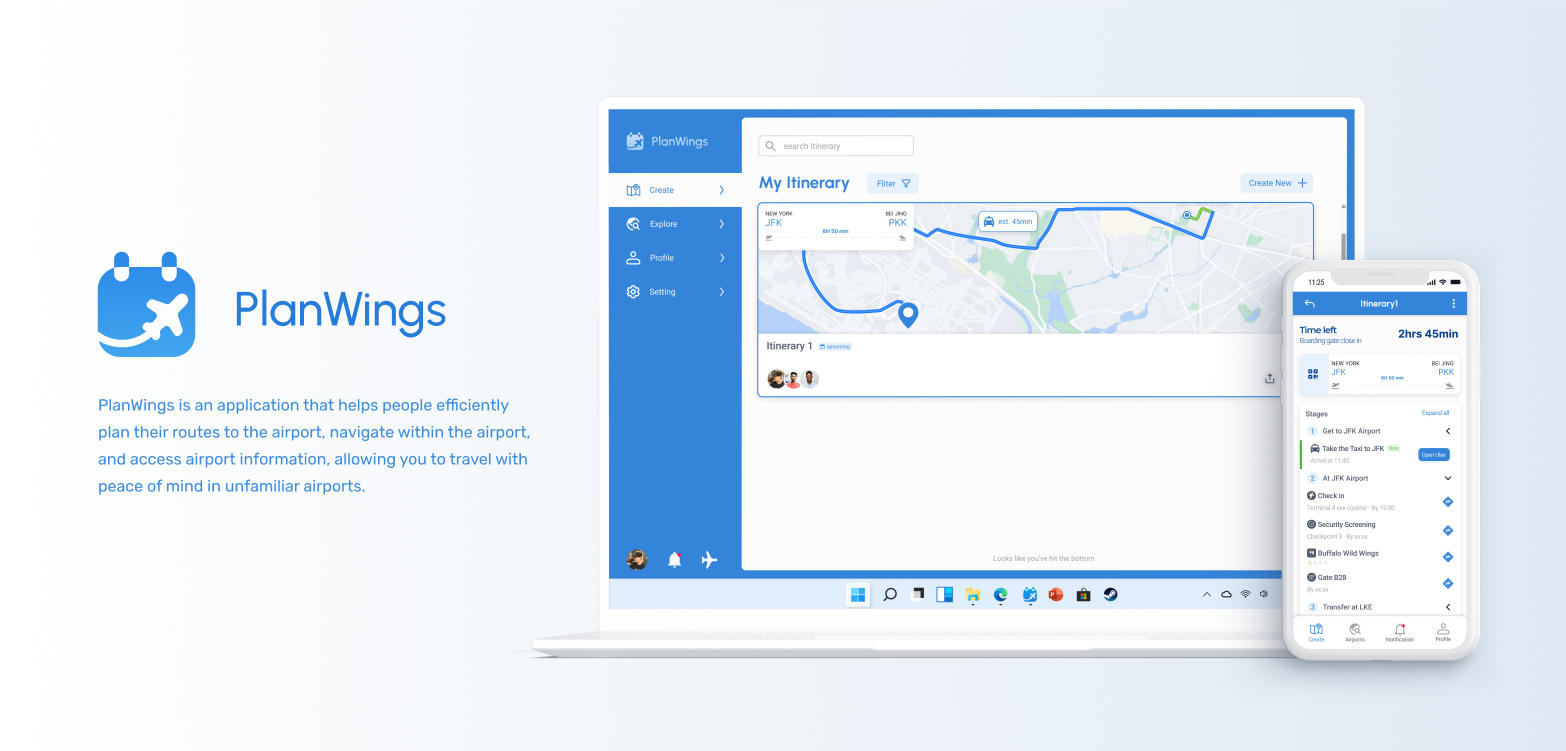 PlanWings
PlanWings is an application that helps people efficiently
plan their routes to the airport, navigate within the airport,
and access airport information, allowing you to travel with
peace of mind in unfamiliar airports.
PlanWings
Create
Explore
Profile
Setting
search itinerary
My Itinerary
Fliter
Create New
NEW YORK
BEI JING
JFK
PKK
6H 50 min
est. 45min
Itinerary 1
upcoming
Looks like you've hit the bottom
11:25
Itinerary1
Time left
Boarding gate close in
2hrs 45min
NEW YORK
BEI JING
JFK
PKK
6H 50 min
Stages
Expand all
1 Get to JFK Airport
Take the Taxi to JFK
Now
Arrive at 11:45
Open Uber
2 At JFK Airport
Check in
Terminal 4 xxx counter · By 15:00
Security Screening
Checkpoint 3 · By xx:xx
Buffalo Wild Wings
Gate B28
By xx:xx
3 Transfer at LKE
Create
Airports
Notification
Profile